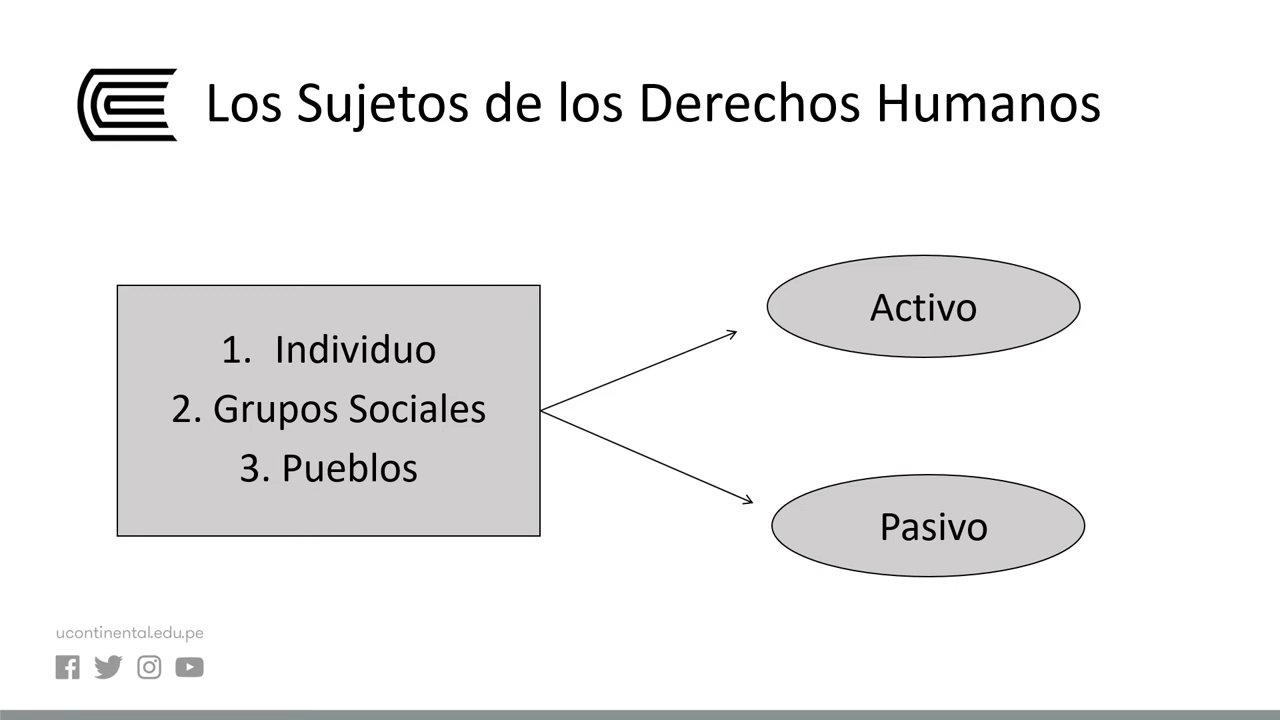 Los Sujetos de los Derechos Humanos
1. Individuo
2. Grupos Sociales
3. Pueblos
Activo
Pasivo
ucontinental.edu.pe